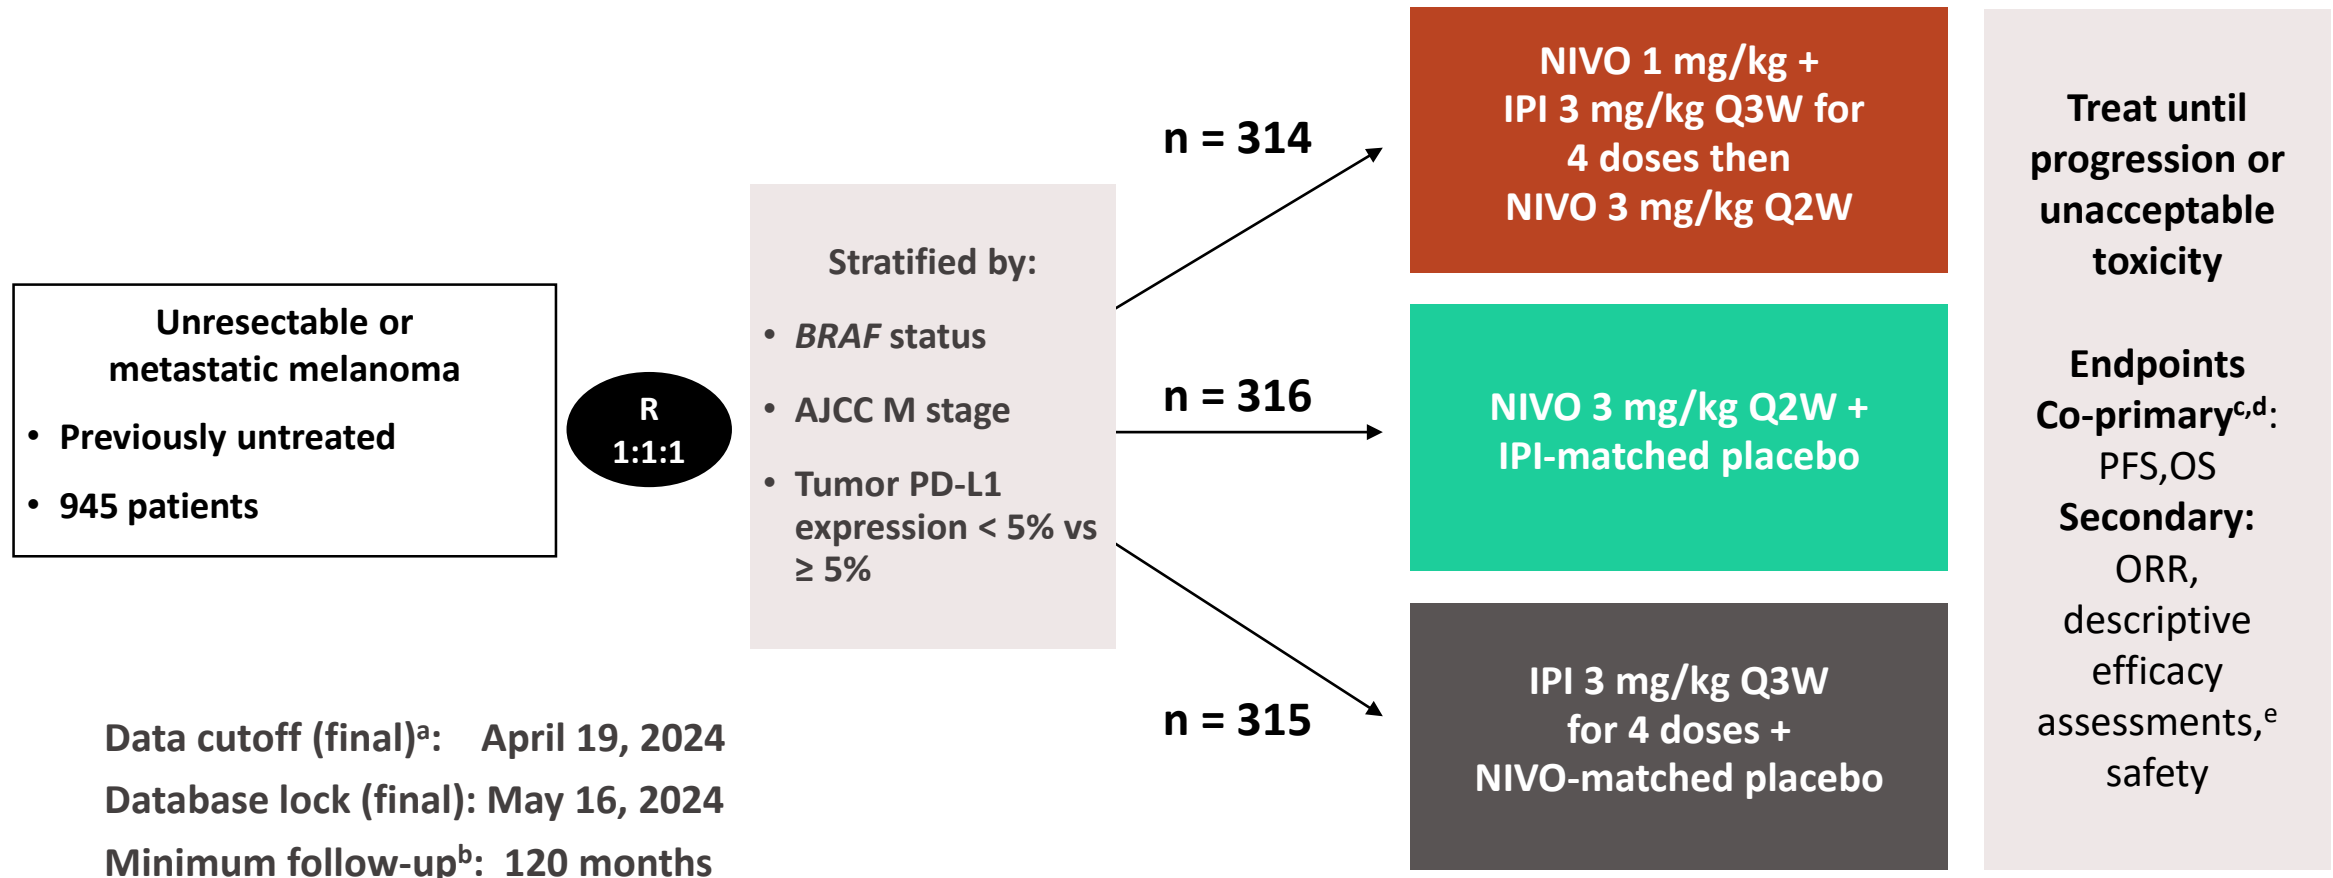 Unresectable or
metastatic melanoma
• Previously untreated
• 945 patients
R
1:1:1
Stratified by:
• BRAF status
• AJCC M stage
• Tumor PD-L1
expression < 5% vs
≥ 5%
n = 314
n = 316
n = 315
NIVO 1 mg/kg +
IPI 3 mg/kg Q3W for
4 doses then
NIVO 3 mg/kg Q2W
NIVO 3 mg/kg Q2W +
IPI-matched placebo
IPI 3 mg/kg Q3W
for 4 doses +
NIVO-matched placebo
Treat until
progression or
unacceptable
toxicity
Endpoints
Co-primaryc,d:
PFS,OS
Secondary:
ORR,
descriptive
efficacy
assessments,e
safety
Data cutoff (final)a: April 19, 2024
Database lock (final): May 16, 2024
Minimum follow-upb: 120 months